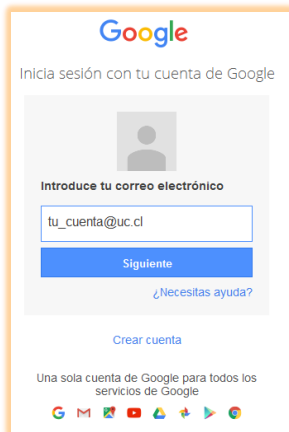 Google
Inicia sesión con tu cuenta de Google
Introduce tu correo electrónico
tu_cuenta@uc.cl
Siguiente
¿Necesitas ayuda?
Crear cuenta
Una sola cuenta de Google para todos los
servicios de Google